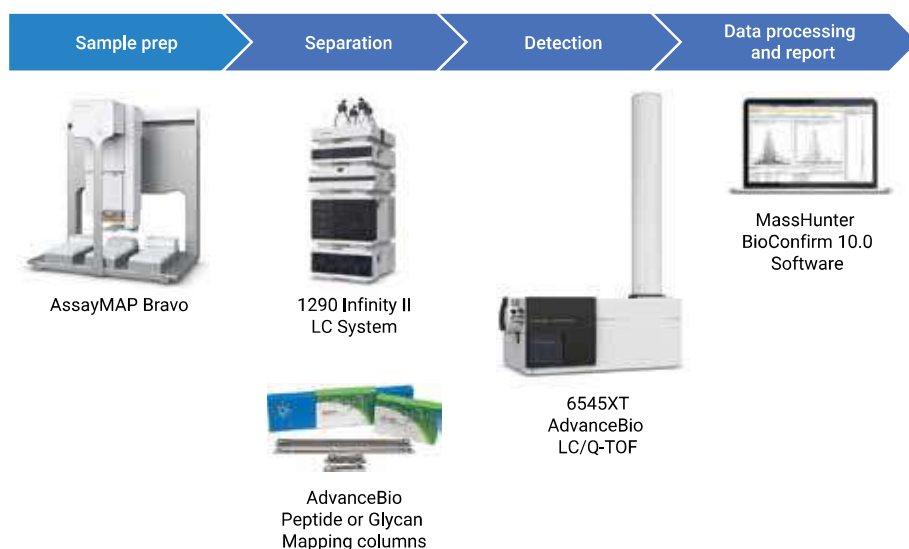 Sample prep
Separation
Detection
Data processing
and report
AssayMAP Bravo
1290 Infinity II
LC System
AdvanceBio
Peptide or Glycan
Mapping columns
6545XT
AdvanceBio
LC/Q-TOF
MassHunter
BioConfirm 10.0
Software